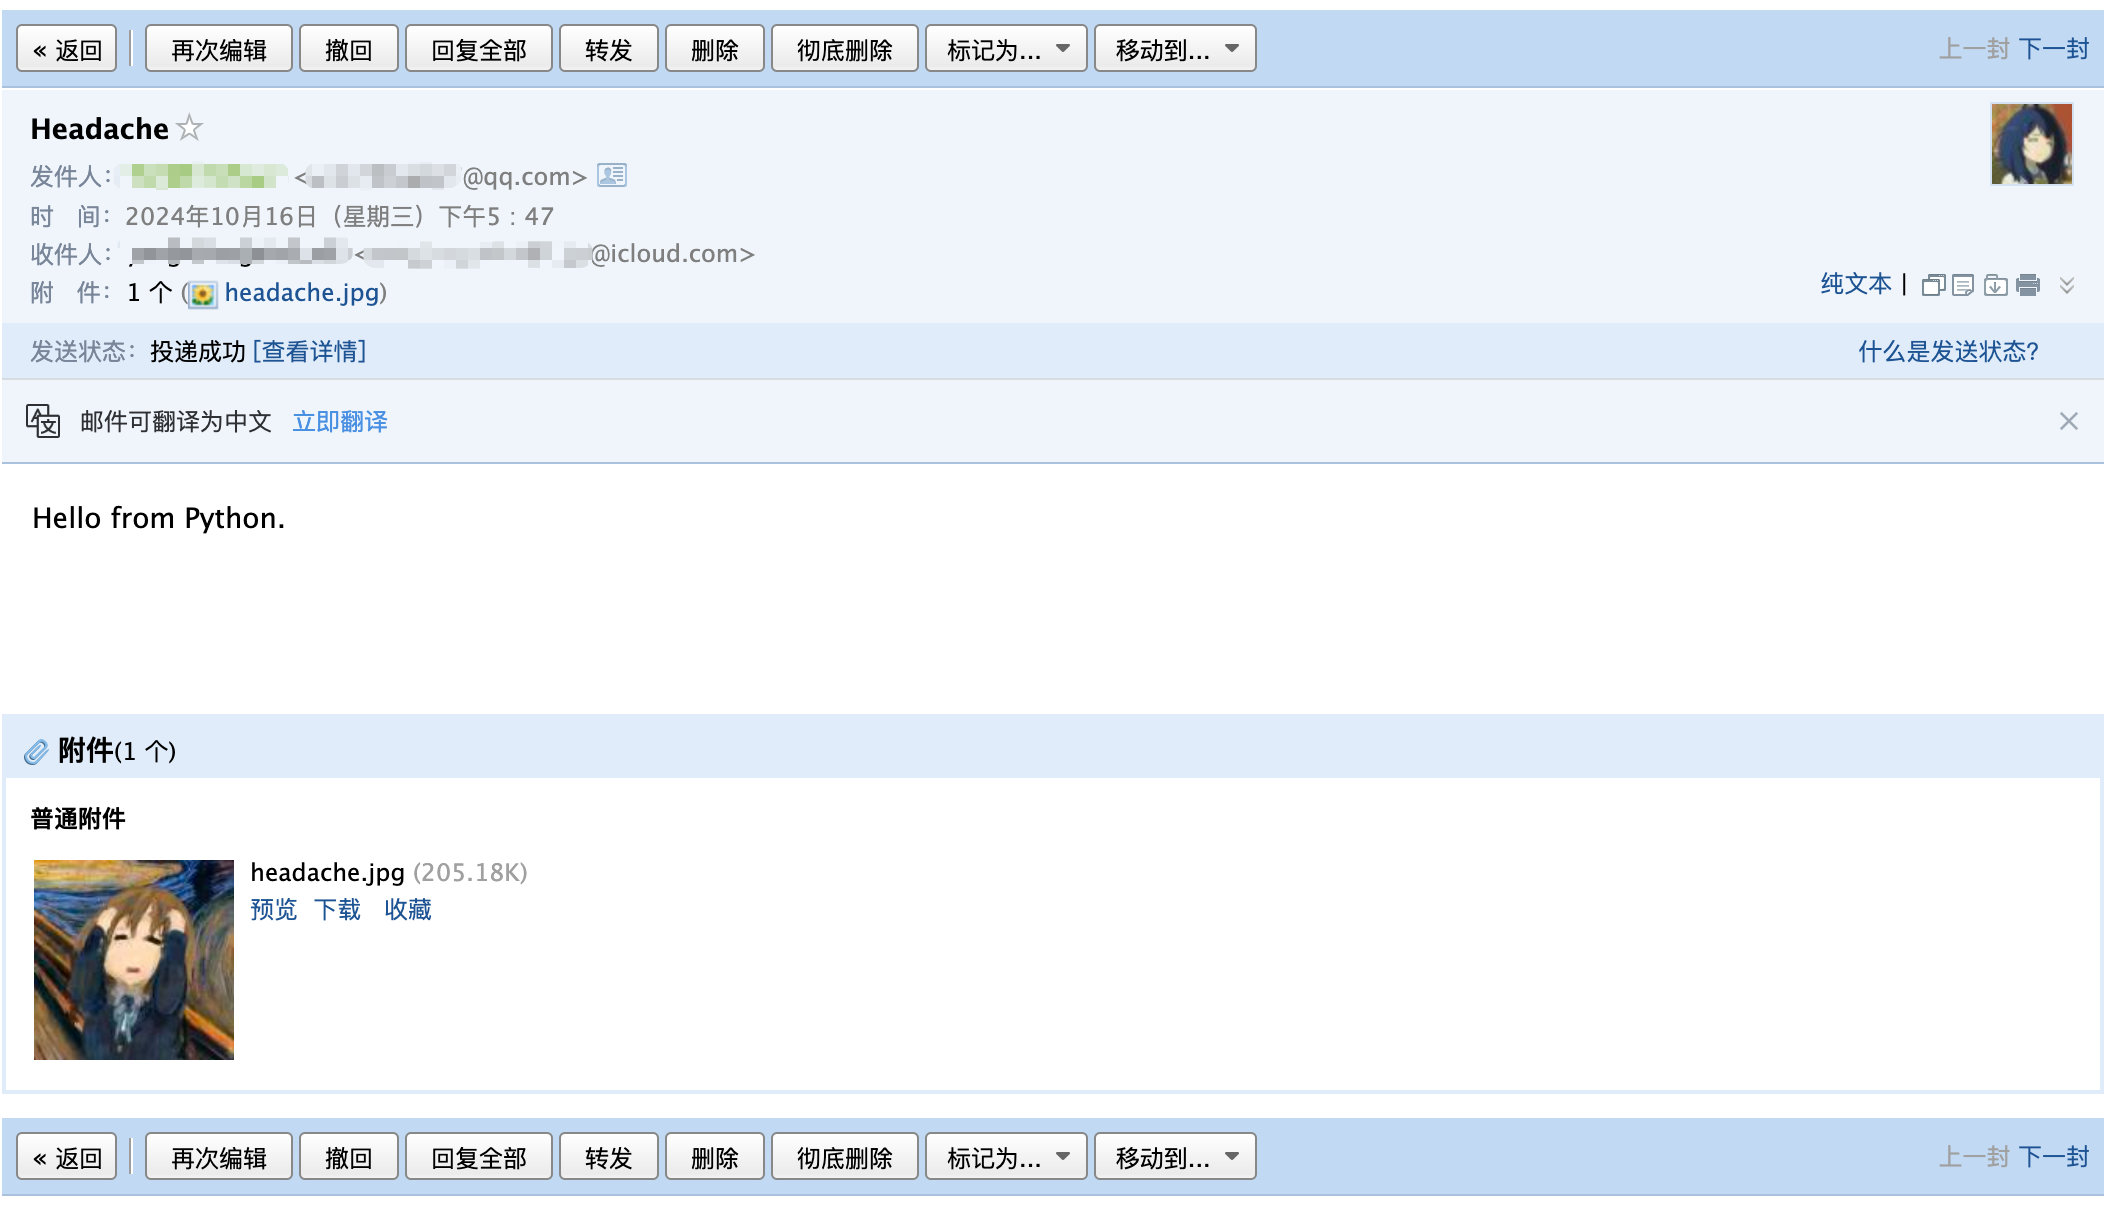 « 返回 再次编辑 撤回 回复全部 转发 删除 彻底删除 标记为... 移动到... 上一封 下一封
Headache
发件人： < @qq.com>
时 间： 2024年10月16日（星期三）下午5：47
收件人： < @icloud.com>
附 件： 1 个 (headache.jpg)
纯文本 |
发送状态： 投递成功 [查看详情] 什么是发送状态?
邮件可翻译为中文 立即翻译
Hello from Python.
附件(1 个)
普通附件
headache.jpg (205.18K)
预览 下载 收藏
« 返回 再次编辑 撤回 回复全部 转发 删除 彻底删除 标记为... 移动到... 上一封 下一封